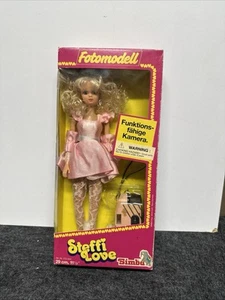 Fotomodell
Funktions-
fähige
Kamera.
WARNING
Steffi
Love
Simba